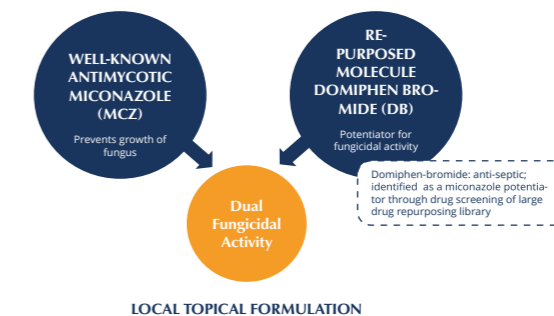 WELL-KNOWN
ANTIMYCOTIC
MICONAZOLE
(MCZ)
Prevents growth of
fungus
RE-
PURPOSED
MOLECULE
DOMIPHEN BRO-
MIDE (DB)
Potentiator for
fungicidal activity
Domiphen-bromide: anti-septic;
identified as a miconazole potentia-
tor through drug screening of large
drug repurposing library
Dual
Fungicidal
Activity
LOCAL TOPICAL FORMULATION